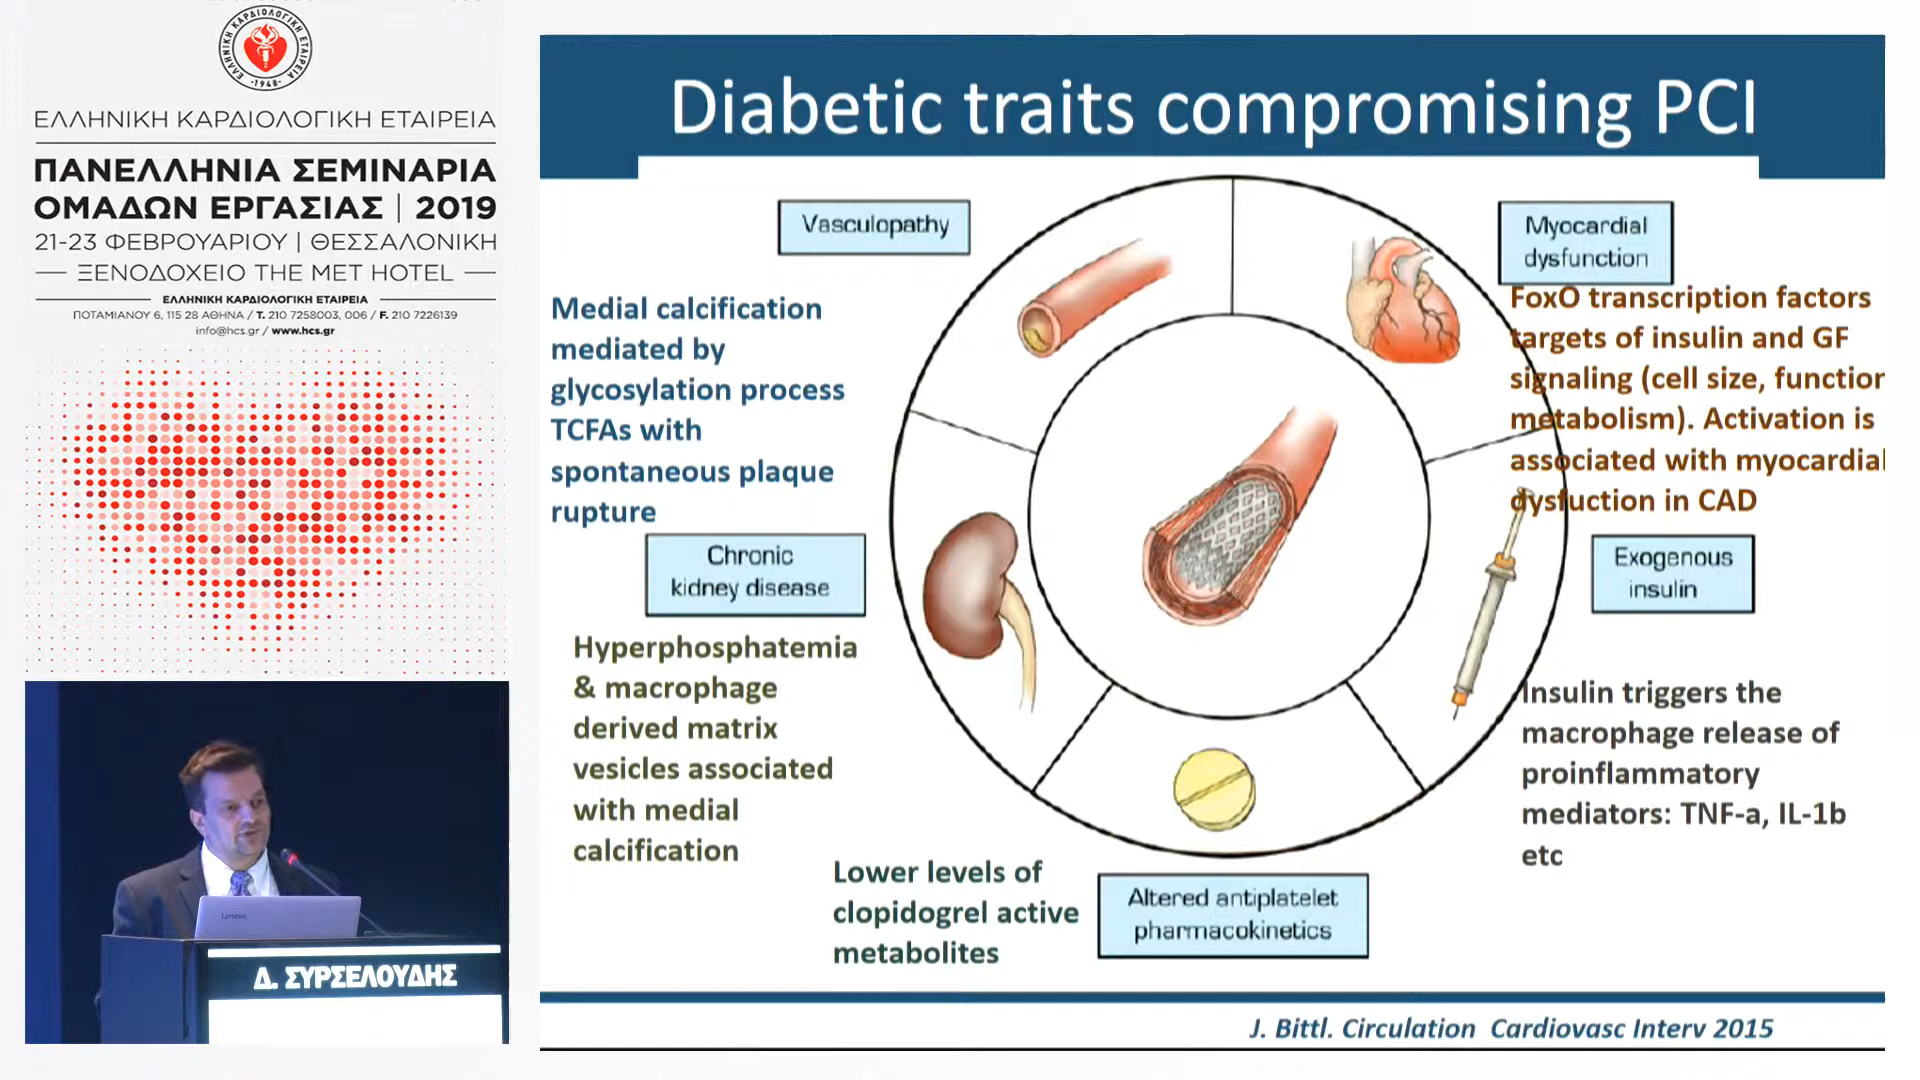 ΕΛΛΗΝΙΚΗ ΚΑΡΔΙΟΛΟΓΙΚΗ ΕΤΑΙΡΕΙΑ
·1948·
ΕΛΛΗΝΙΚΗ ΚΑΡΔΙΟΛΟΓΙΚΗ ΕΤΑΙΡΕΙΑ
ΠΑΝΕΛΛΗΝΙΑ ΣΕΜΙΝΑΡΙΑ
ΟΜΑΔΩΝ ΕΡΓΑΣΙΑΣ | 2019
21-23 ΦΕΒΡΟΥΑΡΙΟΥ | ΘΕΣΣΑΛΟΝΙΚΗ
ΞΕΝΟΔΟΧΕΙΟ THE MET HOTEL
ΕΛΛΗΝΙΚΗ ΚΑΡΔΙΟΛΟΓΙΚΗ ΕΤΑΙΡΕΙΑ
ΠΟΤΑΜΙΑΝΟΥ 6, 115 28 ΑΘΗΝΑ / Τ. 210 7258003, 006 / F. 210 7226139
info@hcs.gr / www.hcs.gr
Lenovo
Δ. ΣΥΡΣΕΛΟΥΔΗΣ
Diabetic traits compromising PCI
Vasculopathy
Medial calcification
mediated by
glycosylation process
TCFAs with
spontaneous plaque
rupture
Chronic
kidney disease
Hyperphosphatemia
& macrophage
derived matrix
vesicles associated
with medial
calcification
Lower levels of
clopidogrel active
metabolites
Altered antiplatelet
pharmacokinetics
Myocardial
dysfunction
FoxO transcription factors
targets of insulin and GF
signaling (cell size, function
metabolism). Activation is
associated with myocardial
dysfuction in CAD
Exogenous
insulin
Insulin triggers the
macrophage release of
proinflammatory
mediators: TNF-a, IL-1b
etc
J. Bittl. Circulation Cardiovasc Interv 2015